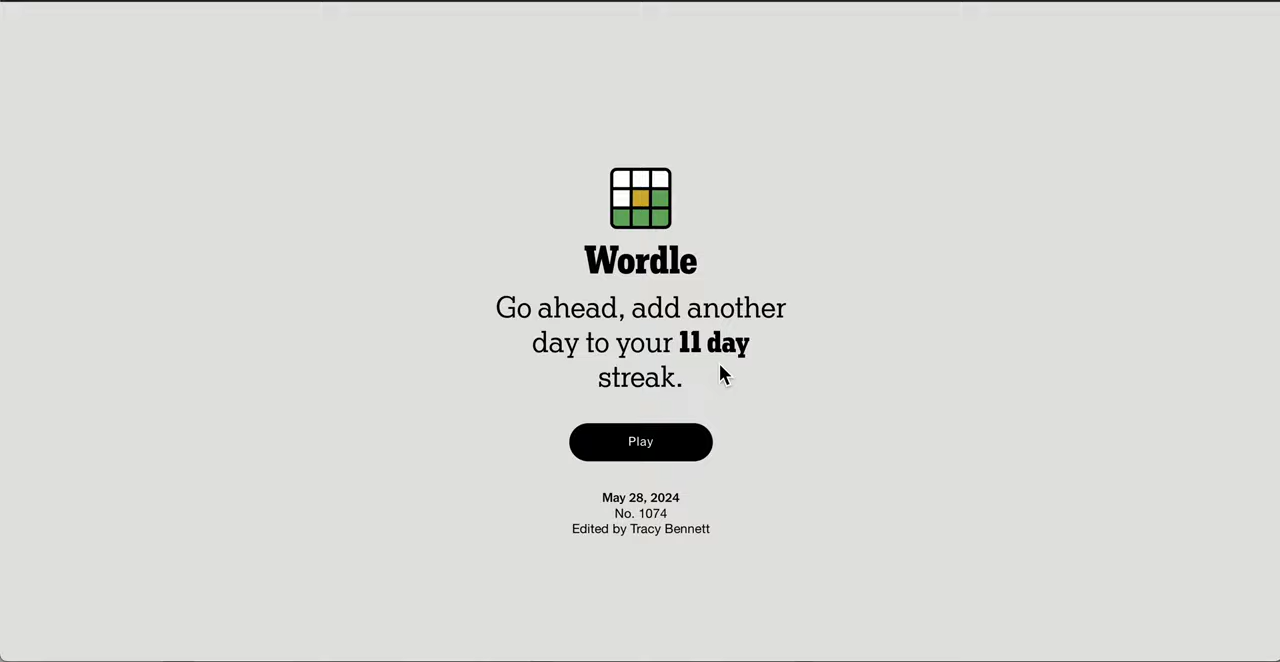 Wordle
Go ahead, add another
day to your 11 day
streak.
Play
May 28, 2024
No. 1074
Edited by Tracy Bennett